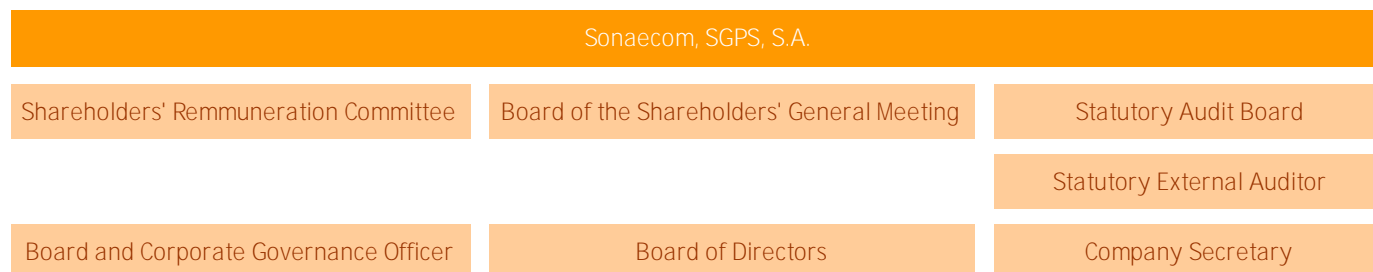 Sonaecom, SGPS, S.A.
Shareholders' Remmuneration Committee
Board of the Shareholders' General Meeting
Statutory Audit Board
Statutory External Auditor
Board and Corporate Governance Officer
Board of Directors
Company Secretary